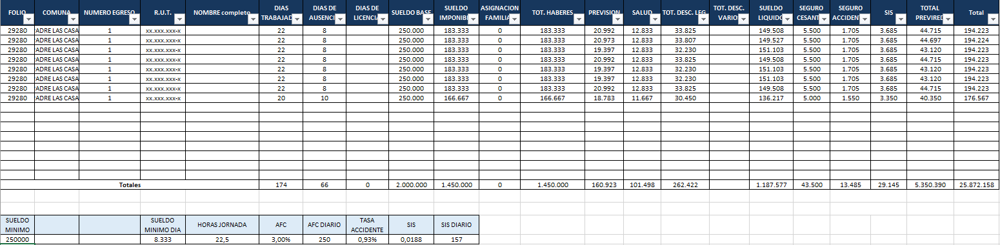 FOLIO COMUNA NUMERO EGRESO R.U.T. NOMBRE completo DIAS TRABAJAD DIAS DE AUSENCI DIAS DE LICENCIA SUELDO BASE SUELDO IMPONIBI ASIGNACION FAMILIA TOT. HABERES PREVISION SALUD TOT. DESC. LEG TOT. DESC. VARIOS SUELDO LIQUIDO SEGURO CESANT SEGURO ACCIDEN SIS TOTAL PREVIRED Total
29280 ADRE LAS CASA 1 xx.xxx.xxx-x 22 8 250.000 183.333 0 183.333 20.992 12.833 33.825 149.508 5.500 1.705 3.685 44.715 194.223
29280 ADRE LAS CASA 1 xx.xxx.xxx-x 22 8 250.000 183.333 0 183.333 20.973 12.833 33.807 149.527 5.500 1.705 3.685 44.697 194.224
29280 ADRE LAS CASA 1 xx.xxx.xxx-x 22 8 250.000 183.333 0 183.333 19.397 12.833 32.230 151.103 5.500 1.705 3.685 43.120 194.223
29280 ADRE LAS CASA 1 xx.xxx.xxx-x 22 8 250.000 183.333 0 183.333 20.992 12.833 33.825 149.508 5.500 1.705 3.685 44.715 194.223
29280 ADRE LAS CASA 1 xx.xxx.xxx-x 22 8 250.000 183.333 0 183.333 19.397 12.833 32.230 151.103 5.500 1.705 3.685 43.120 194.223
29280 ADRE LAS CASA 1 xx.xxx.xxx-x 22 8 250.000 183.333 0 183.333 19.397 12.833 32.230 151.103 5.500 1.705 3.685 43.120 194.223
29280 ADRE LAS CASA 1 xx.xxx.xxx-x 22 8 250.000 183.333 0 183.333 20.992 12.833 33.825 149.508 5.500 1.705 3.685 44.715 194.223
29280 ADRE LAS CASA 1 xx.xxx.xxx-x 20 10 250.000 166.667 0 166.667 18.783 11.667 30.450 136.217 5.000 1.550 3.350 40.350 176.567
Totales 174 66 0 2.000.000 1.450.000 0 1.450.000 160.923 101.498 262.422 1.187.577 43.500 13.485 29.145 5.350.390 25.872.158
SUELDO MINIMO SUELDO MINIMO DIA HORAS JORNADA AFC AFC DIARIO TASA ACCIDENTE SIS SIS DIARIO
250000 8.333 22,5 3,00% 250 0,93% 0,0188 157